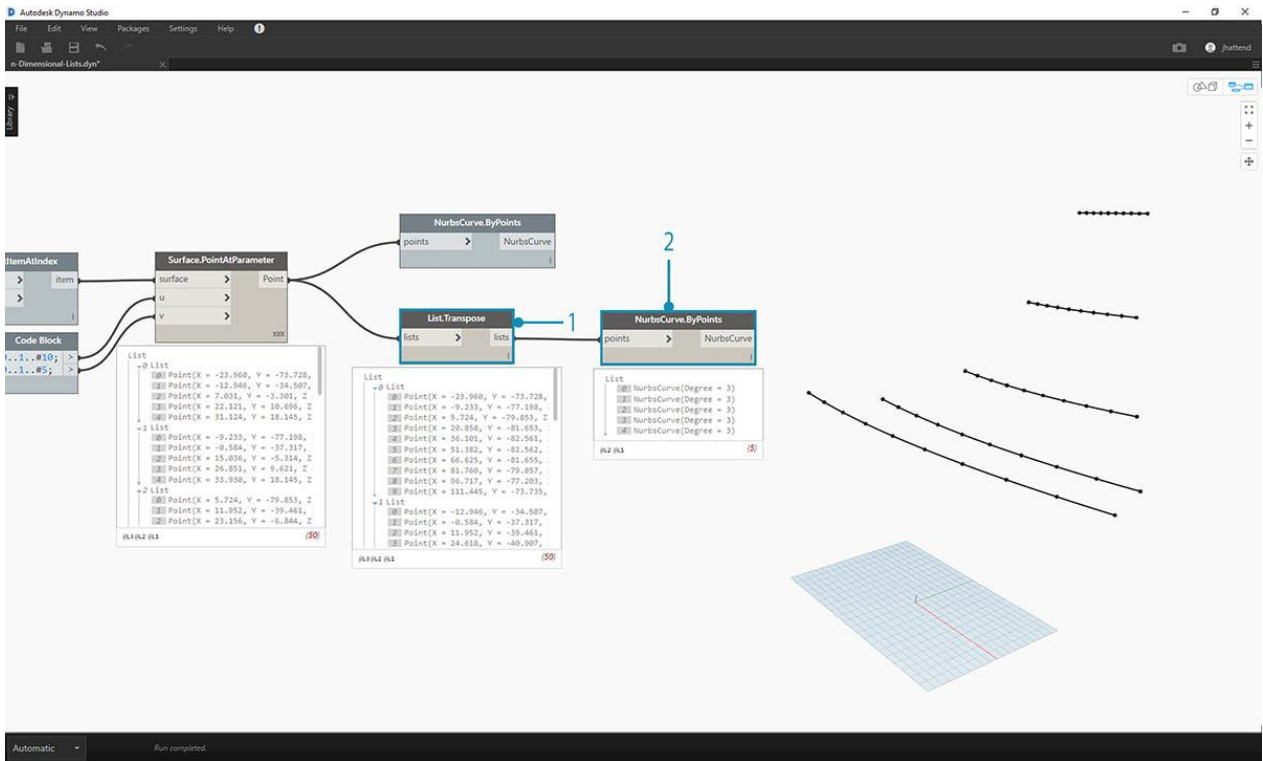 Autodesk Dynamo Studio
File Edit View Packages Settings Help
jhattend
n-Dimensional-Lists.dyn*
Library
NurbsCurve.ByPoints
points > NurbsCurve
2
tItemAtIndex
> item
>
Surface.PointAtParameter
surface > Point
u >
v >
XXX
List.Transpose
lists > lists
1
NurbsCurve.ByPoints
points > NurbsCurve
Code Block
0..1..#10; >
0..1..#5; >
List
0 List
0 Point(X = -23.960, Y = -73.728,
1 Point(X = -12.946, Y = -34.507,
2 Point(X = 7.031, Y = -3.301, Z
3 Point(X = 22.121, Y = 10.696, Z
4 Point(X = 31.124, Y = 18.145, Z
1 List
0 Point(X = -9.233, Y = -77.198,
1 Point(X = -0.584, Y = -37.317,
2 Point(X = 15.036, Y = -5.314, Z
3 Point(X = 26.851, Y = 9.621, Z
4 Point(X = 33.930, Y = 18.145, Z
2 List
0 Point(X = 5.724, Y = -79.853, Z
1 Point(X = 11.952, Y = -39.461,
2 Point(X = 23.156, Y = -6.844, Z
@L3 @L2 @L1 (50)
List
0 List
0 Point(X = -23.960, Y = -73.728,
1 Point(X = -9.233, Y = -77.198,
2 Point(X = 5.724, Y = -79.853, Z
3 Point(X = 20.858, Y = -81.653,
4 Point(X = 36.101, Y = -82.561,
5 Point(X = 51.382, Y = -82.562,
6 Point(X = 66.625, Y = -81.655,
7 Point(X = 81.760, Y = -79.857,
8 Point(X = 96.717, Y = -77.203,
9 Point(X = 111.445, Y = -73.735,
1 List
0 Point(X = -12.946, Y = -34.507,
1 Point(X = -0.584, Y = -37.317,
2 Point(X = 11.952, Y = -39.461,
3 Point(X = 24.618, Y = -40.907,
@L3 @L2 @L1 (50)
List
0 NurbsCurve(Degree = 3)
1 NurbsCurve(Degree = 3)
2 NurbsCurve(Degree = 3)
3 NurbsCurve(Degree = 3)
4 NurbsCurve(Degree = 3)
@L2 @L1 (5)
Automatic
Run completed.